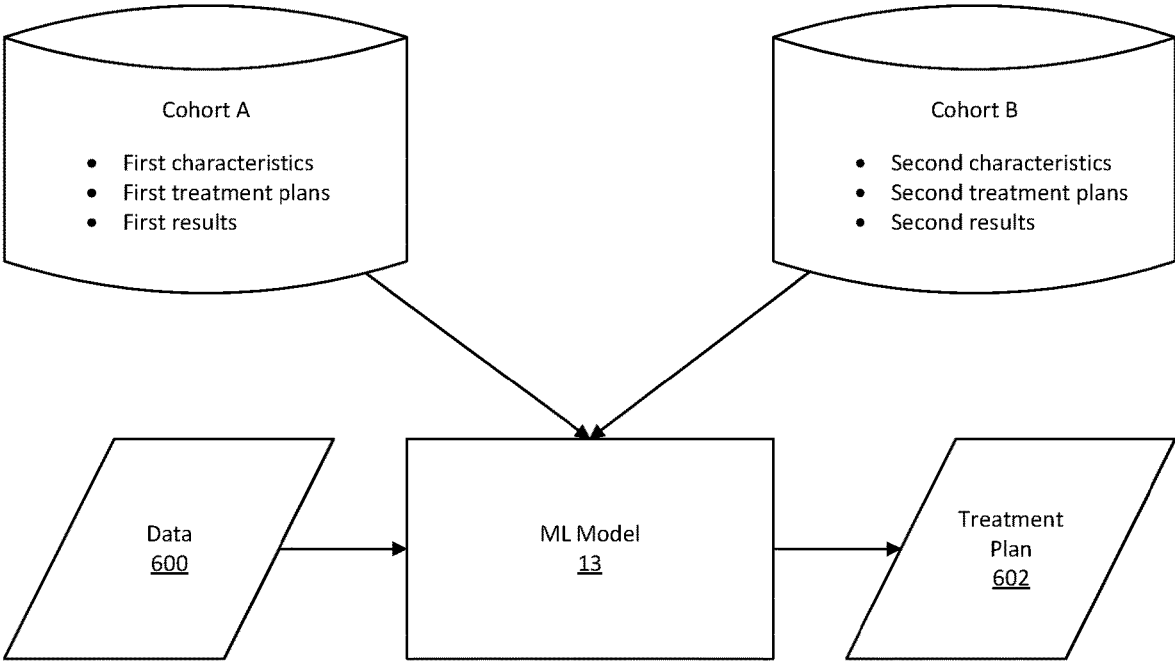 Cohort A
• First characteristics
• First treatment plans
• First results
Cohort B
• Second characteristics
• Second treatment plans
• Second results
Data
600
ML Model
13
Treatment
Plan
602